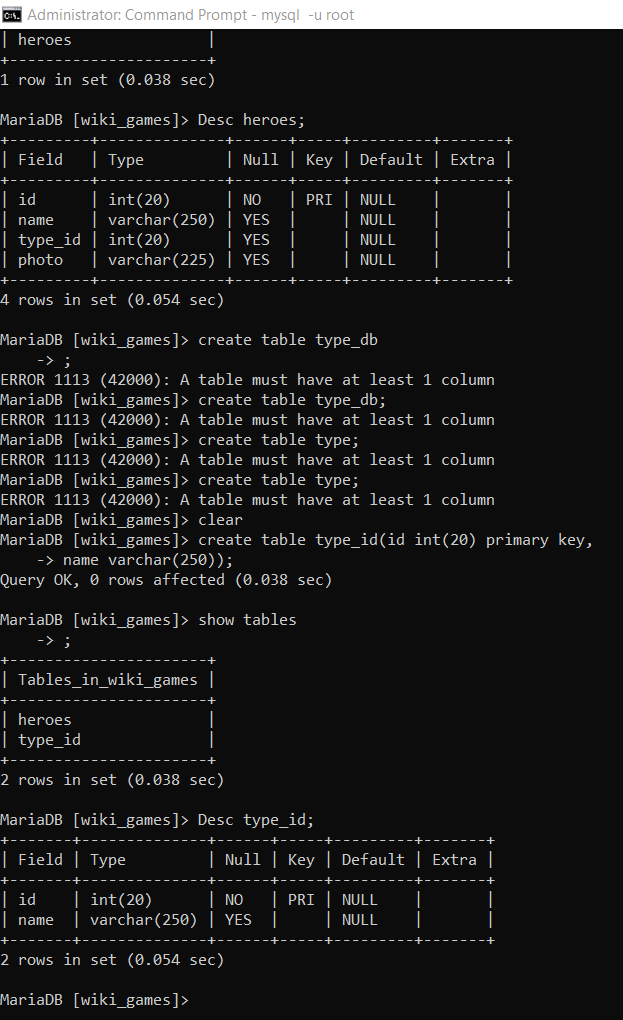 Administrator: Command Prompt - mysql  -u root
| heroes               |
+----------------------+
1 row in set (0.038 sec)
MariaDB [wiki_games]> Desc heroes;
+---------+--------------+------+-----+---------+-------+
| Field   | Type         | Null | Key | Default | Extra |
+---------+--------------+------+-----+---------+-------+
| id      | int(20)      | NO   | PRI | NULL    |       |
| name    | varchar(250) | YES  |     | NULL    |       |
| type_id | int(20)      | YES  |     | NULL    |       |
| photo   | varchar(225) | YES  |     | NULL    |       |
+---------+--------------+------+-----+---------+-------+
4 rows in set (0.054 sec)
MariaDB [wiki_games]> create table type_db
    -> ;
ERROR 1113 (42000): A table must have at least 1 column
MariaDB [wiki_games]> create table type_db;
ERROR 1113 (42000): A table must have at least 1 column
MariaDB [wiki_games]> create table type;
ERROR 1113 (42000): A table must have at least 1 column
MariaDB [wiki_games]> create table type;
ERROR 1113 (42000): A table must have at least 1 column
MariaDB [wiki_games]> clear
MariaDB [wiki_games]> create table type_id(id int(20) primary key,
    -> name varchar(250));
Query OK, 0 rows affected (0.038 sec)
MariaDB [wiki_games]> show tables
    -> ;
+----------------------+
| Tables_in_wiki_games |
+----------------------+
| heroes               |
| type_id              |
+----------------------+
2 rows in set (0.038 sec)
MariaDB [wiki_games]> Desc type_id;
+-------+--------------+------+-----+---------+-------+
| Field | Type         | Null | Key | Default | Extra |
+-------+--------------+------+-----+---------+-------+
| id    | int(20)      | NO   | PRI | NULL    |       |
| name  | varchar(250) | YES  |     | NULL    |       |
+-------+--------------+------+-----+---------+-------+
2 rows in set (0.054 sec)
MariaDB [wiki_games]>